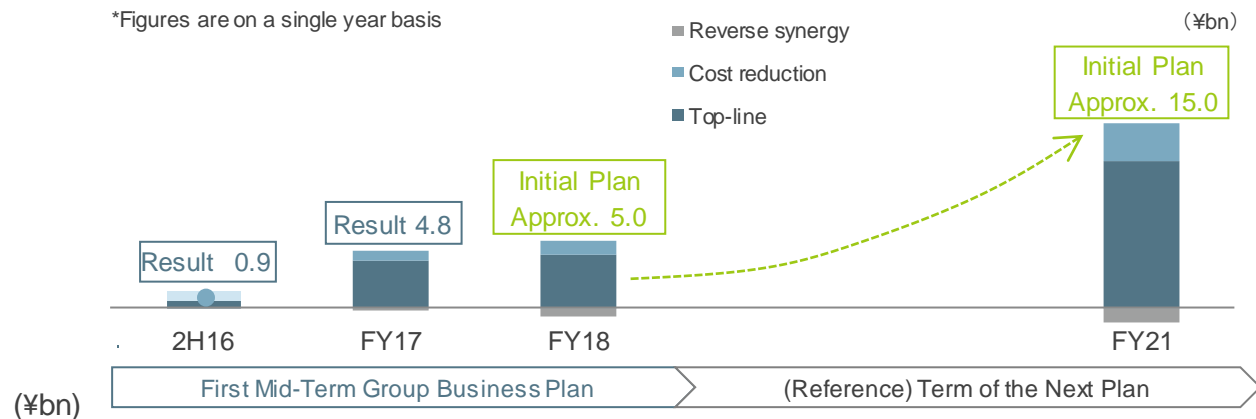 *Figures are on a single year basis
(¥bn)
Reverse synergy
Cost reduction
Top-line
Initial Plan
Approx. 15.0
Initial Plan
Approx. 5.0
Result 4.8
Result 0.9
2H16 FY17 FY18 FY21
First Mid-Term Group Business Plan (Reference) Term of the Next Plan
(¥bn)